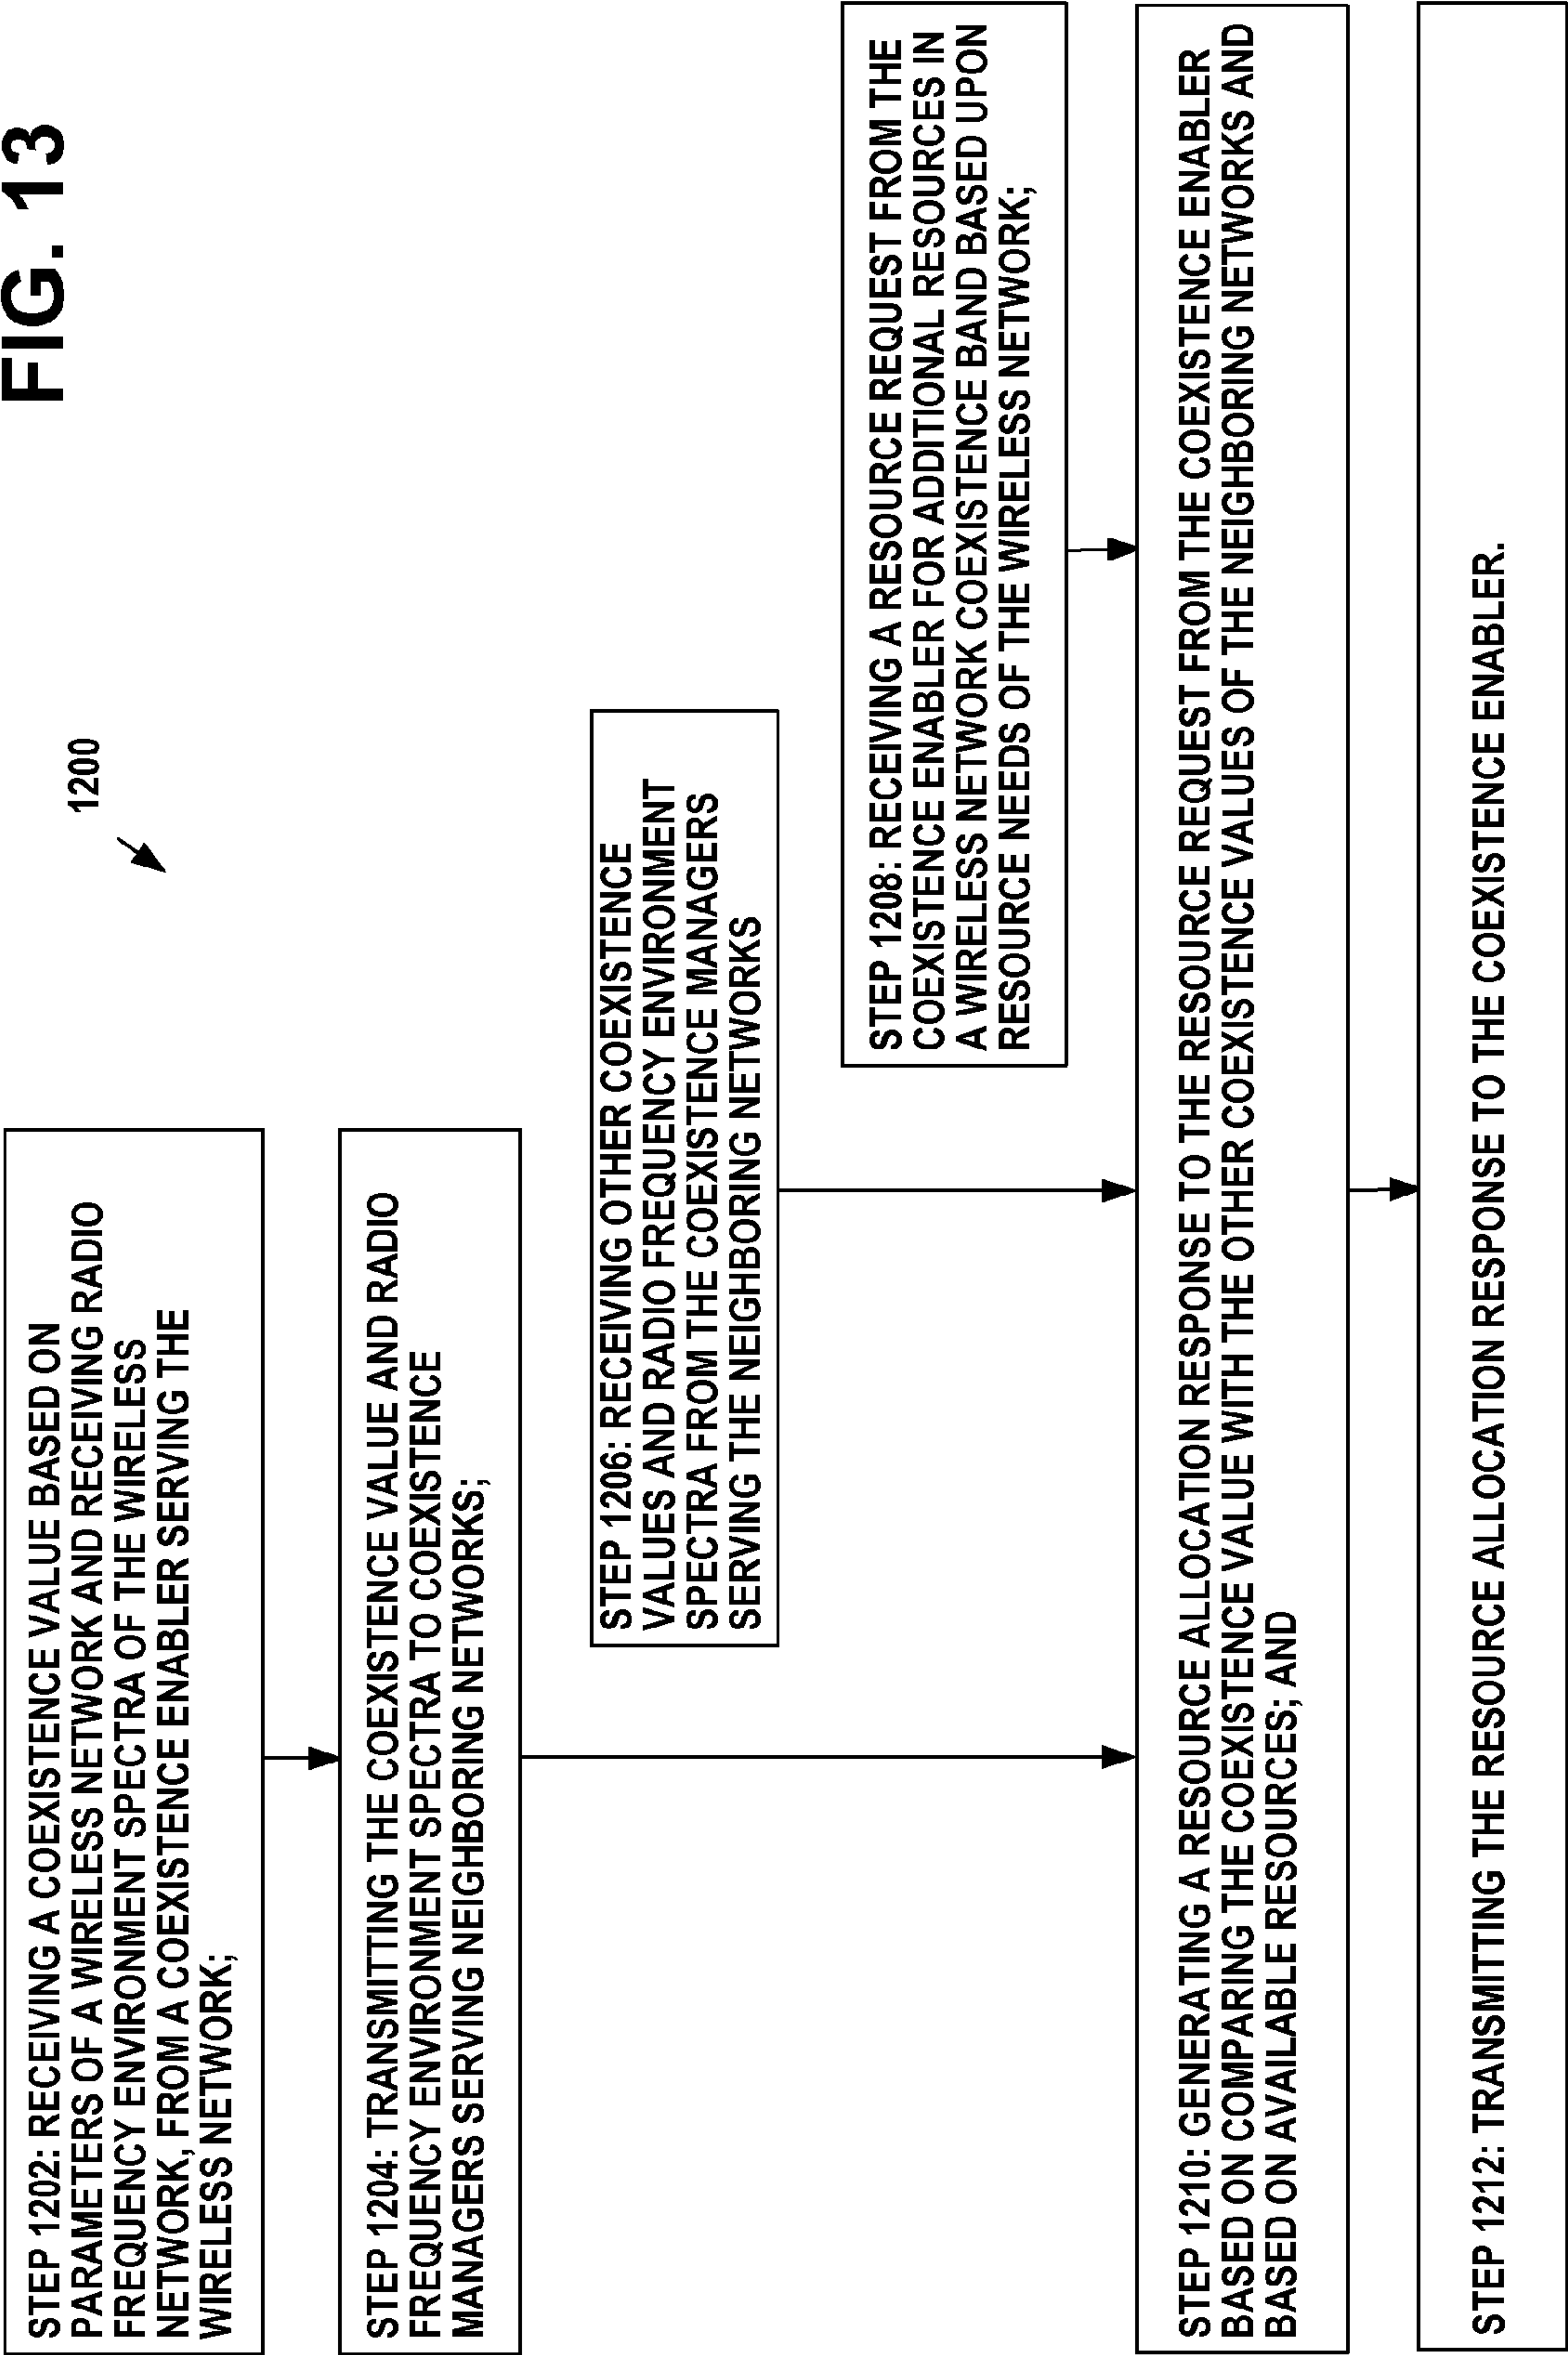 FIG. 13
1200
STEP 1202: RECEIVING A COEXISTENCE VALUE BASED ON
PARAMETERS OF A WIRELESS NETWORK AND RECEIVING RADIO
FREQUENCY ENVIRONMENT SPECTRA OF THE WIRELESS
NETWORK, FROM A COEXISTENCE ENABLER SERVING THE
WIRELESS NETWORK;
STEP 1204: TRANSMITTING THE COEXISTENCE VALUE AND RADIO
FREQUENCY ENVIRONMENT SPECTRA TO COEXISTENCE
MANAGERS SERVING NEIGHBORING NETWORKS;
STEP 1206: RECEIVING OTHER COEXISTENCE
VALUES AND RADIO FREQUENCY ENVIRONMENT
SPECTRA FROM THE COEXISTENCE MANAGERS
SERVING THE NEIGHBORING NETWORKS
STEP 1208: RECEIVING A RESOURCE REQUEST FROM THE
COEXISTENCE ENABLER FOR ADDITIONAL RESOURCES IN
A WIRELESS NETWORK COEXISTENCE BAND BASED UPON
RESOURCE NEEDS OF THE WIRELESS NETWORK;
STEP 1210: GENERATING A RESOURCE ALLOCATION RESPONSE TO THE RESOURCE REQUEST FROM THE COEXISTENCE ENABLER
BASED ON COMPARING THE COEXISTENCE VALUE WITH THE OTHER COEXISTENCE VALUES OF THE NEIGHBORING NETWORKS AND
BASED ON AVAILABLE RESOURCES; AND
STEP 1212: TRANSMITTING THE RESOURCE ALLOCATION RESPONSE TO THE COEXISTENCE ENABLER.